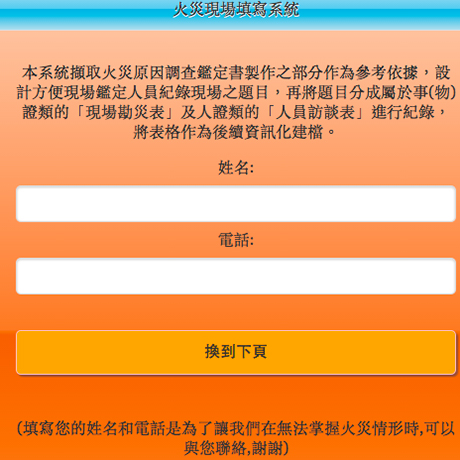 火災現場填寫系統
本系統擷取火災原因調查鑑定書製作之部分作為參考依據，設
計方便現場鑑定人員紀錄現場之題目，再將題目分成屬於事(物)
證類的「現場勘災表」及人證類的「人員訪談表」進行紀錄，
將表格作為後續資訊化建檔。
姓名:
電話:
換到下頁
(填寫您的姓名和電話是為了讓我們在無法掌握火災情形時,可以
與您聯絡,謝謝)